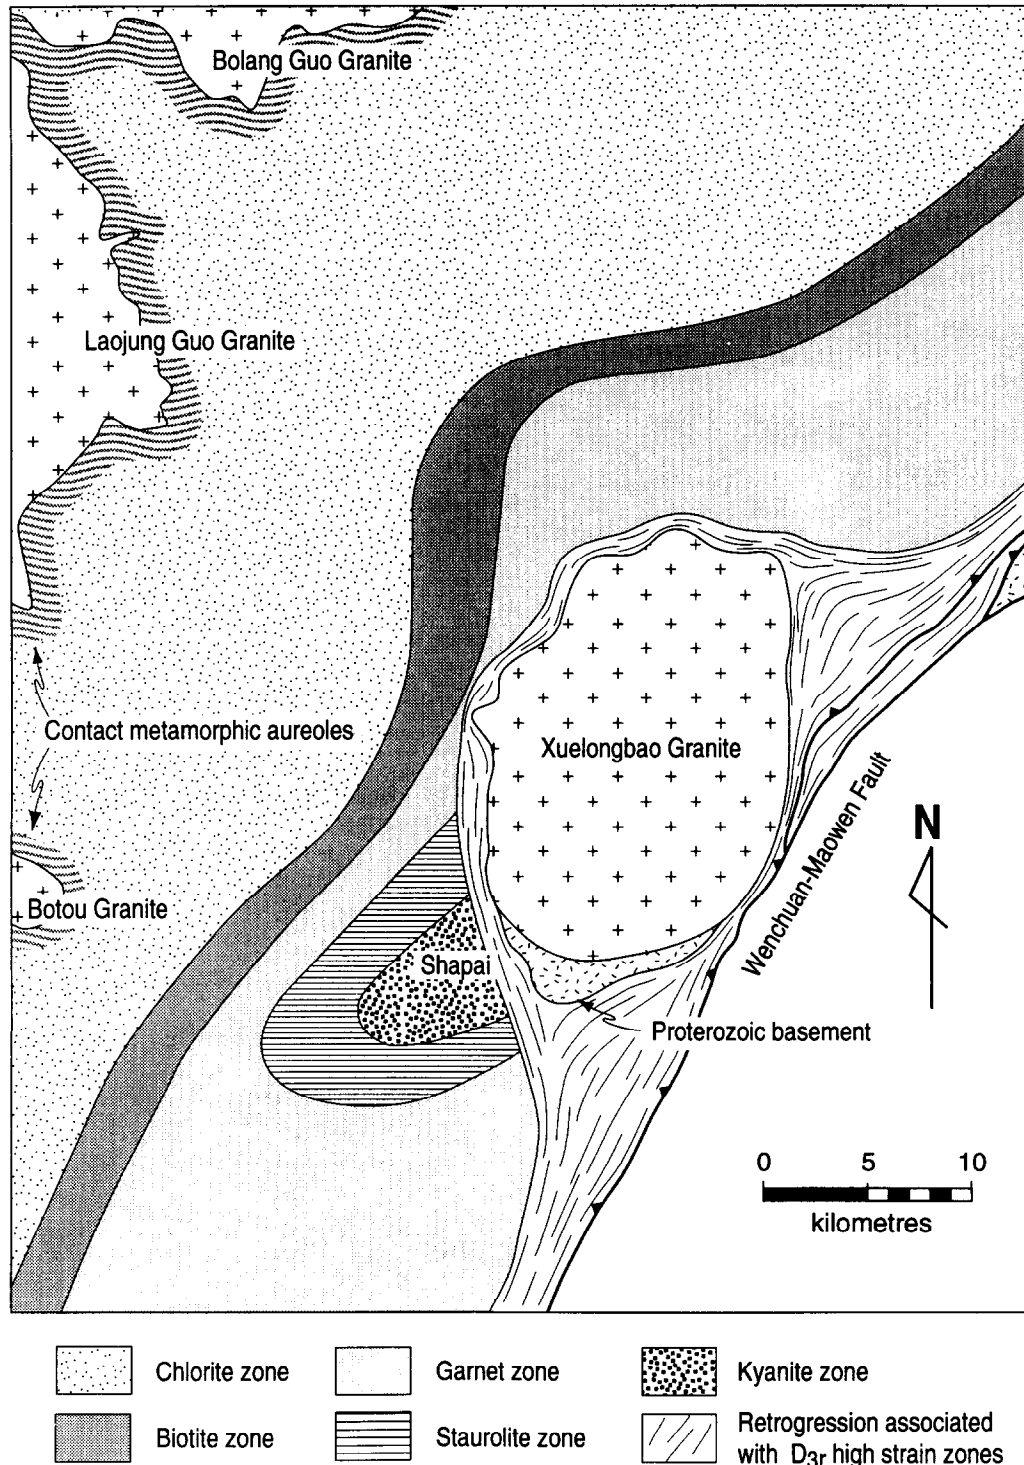 Bolang Guo Granite
Laojung Guo Granite
Contact metamorphic aureoles
Xuelongbao Granite
Wenchuan-Maowen Fault
N
Botou Granite
Shapai
Proterozoic basement
0 5 10
kilometres
Chlorite zone
Garnet zone
Kyanite zone
Biotite zone
Staurolite zone
Retrogression associated
with D3r high strain zones